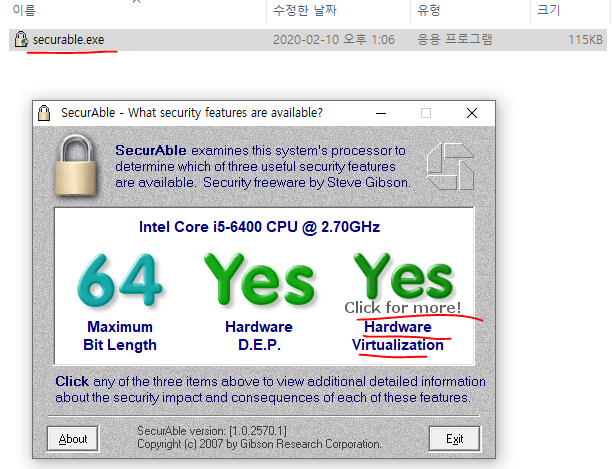 이름 수정한 날짜 유형 크기
securable.exe 2020-02-10 오후 1:06 응용 프로그램 115KB
SecurAble - What security features are available?
SecurAble examines this system's processor to
determine which of three useful security features
are available. Security freeware by Steve Gibson.
Intel Core i5-6400 CPU @ 2.70GHz
64 Yes Yes
Click for more!
Maximum Hardware Hardware
Bit Length D.E.P. Virtualization
Click any of the three items above to view additional detailed information
about the security impact and consequences of each of these features.
About
SecurAble version: [1.0.2570.1]
Copyright (c) 2007 by Gibson Research Corporation.
Exit